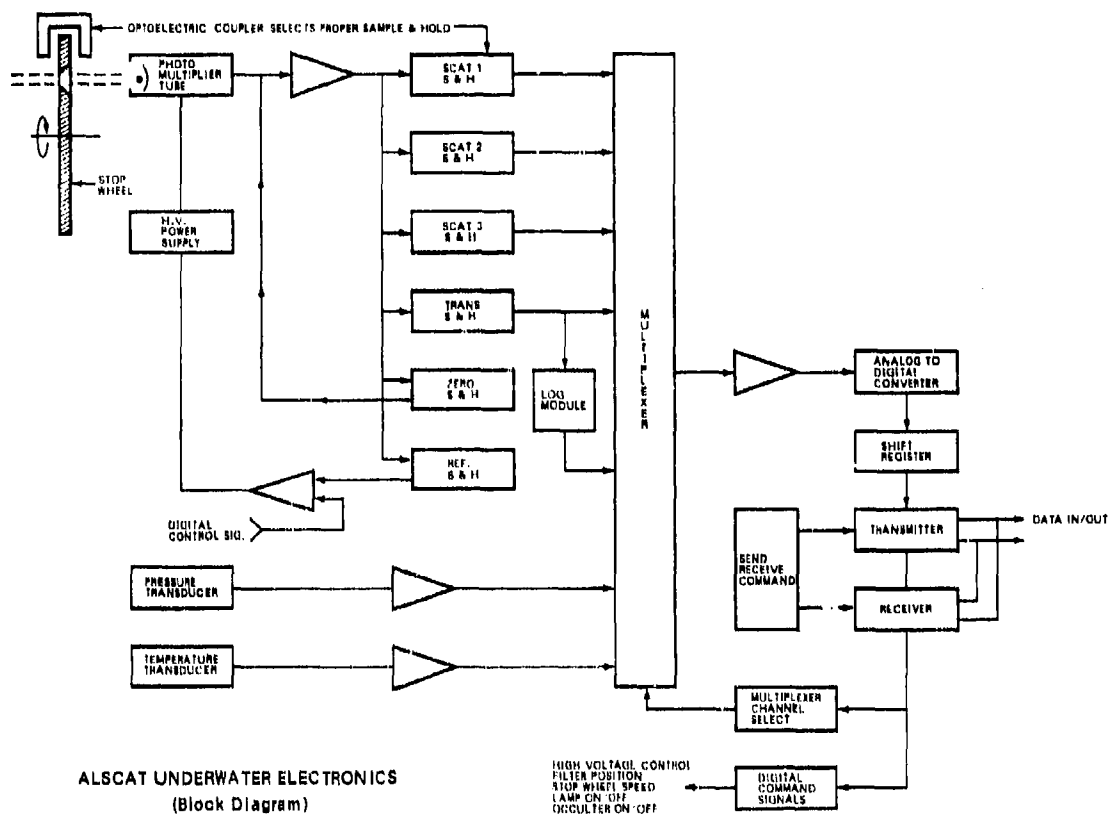 OPTOELECTRIC COUPLER SELECTS PROPER SAMPLE & HOLD
PHOTO
MULTIPLIER
TUBE
SCAT 1
S & H
SCAT 2
S & H
STOP
WHEEL
H.V.
POWER
SUPPLY
SCAT 3
S & H
TRANS
S & H
MULTIPLEXER
ZERO
S & H
LOG
MODULE
ANALOG TO
DIGITAL
CONVERTER
SHIFT
REGISTER
REF.
S & H
DIGITAL
CONTROL SIG.
SEND
RECEIVE
COMMAND
TRANSMITTER
DATA IN/OUT
RECEIVER
PRESSURE
TRANSDUCER
TEMPERATURE
TRANSDUCER
MULTIPLEXER
CHANNEL
SELECT
HIGH VOLTAGE CONTROL
FILTER POSITION
STOP WHEEL SPEED
LAMP ON/OFF
OCCULTER ON/OFF
DIGITAL
COMMAND
SIGNALS
ALSCAT UNDERWATER ELECTRONICS
(Block Diagram)